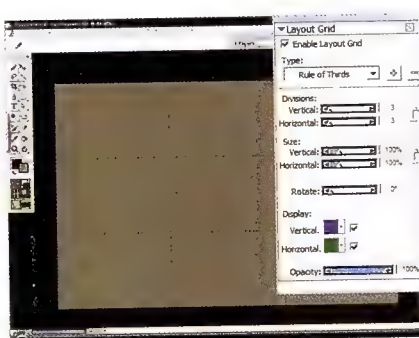 Layout Grid
Enable Layout Grid
Type:
Rule of Thirds
Divisions:
Vertical: 3
Horizontal: 3
Size:
Vertical: 100%
Horizontal: 100%
Rotate: 0°
Display:
Vertical:
Horizontal:
Opacity: 100%